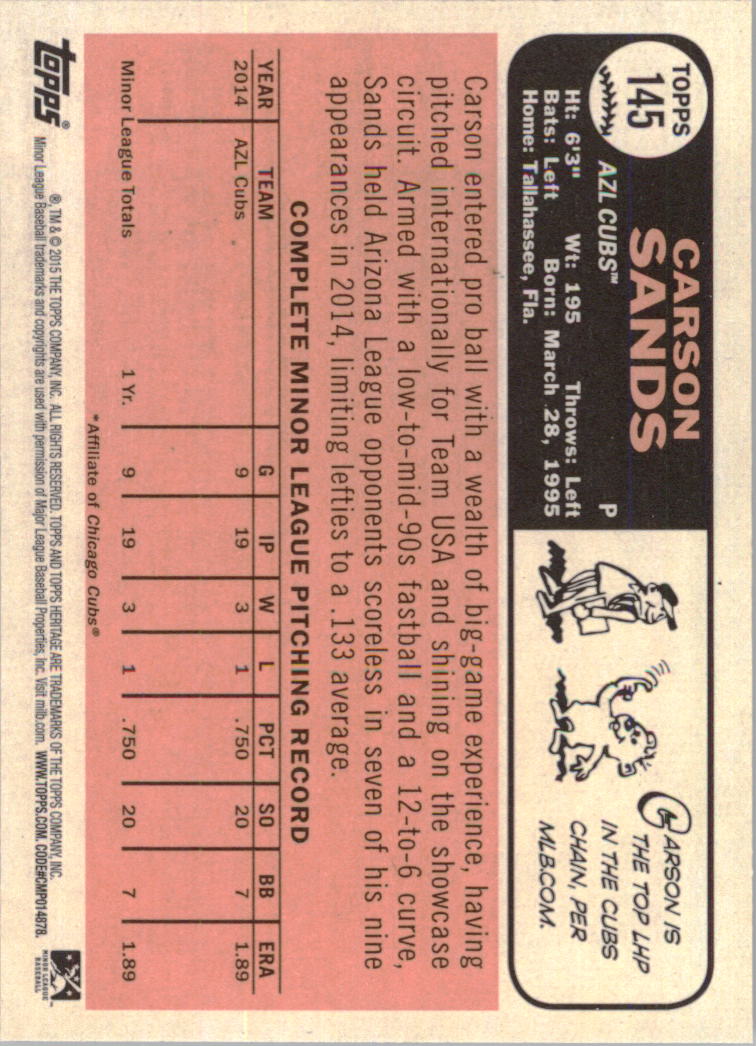 TOPPS
145
CARSON
SANDS
AZL CUBS™ P
Ht: 6'3" Wt: 195 Throws: Left
Bats: Left Born: March 28, 1995
Home: Tallahassee, Fla.
CARSON IS
THE TOP LHP
IN THE CUBS
CHAIN, PER
MLB.COM.
Carson entered pro ball with a wealth of big-game experience, having
pitched internationally for Team USA and shining on the showcase
circuit. Armed with a low-to-mid-90s fastball and a 12-to-6 curve,
Sands held Arizona League opponents scoreless in seven of his nine
appearances in 2014, limiting lefties to a .133 average.
COMPLETE MINOR LEAGUE PITCHING RECORD
YEAR TEAM G IP W L PCT SO BB ERA
2014 AZL Cubs 9 19 3 1 .750 20 7 1.89
Minor League Totals 1 Yr. 9 19 3 1 .750 20 7 1.89
*Affiliate of Chicago Cubs®
topps®
®, TM & © 2015 THE TOPPS COMPANY, INC. ALL RIGHTS RESERVED. TOPPS AND TOPPS HERITAGE ARE TRADEMARKS OF THE TOPPS COMPANY, INC.
Minor League Baseball trademarks and copyrights are used with permission of Major League Baseball Properties, Inc. Visit milb.com. WWW.TOPPS.COM. CODE#CMP014878.
MINOR LEAGUE
BASEBALL™